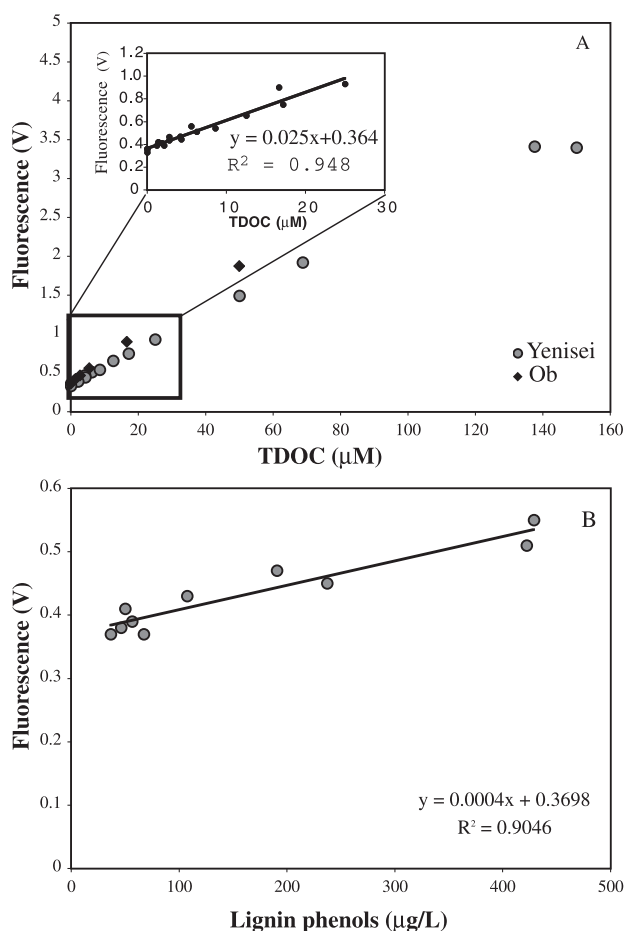 A
5
4.5
4
3.5
3
2.5
2
1.5
1
0.5
0
Fluorescence (V)
0 20 40 60 80 100 120 140 160
TDOC (μM)
1.2
1.0
0.8
0.6
0.4
0.2
0
Fluorescence (V)
y = 0.025x+0.364
R² = 0.948
0 10 20 30
TDOC (μM)
Yenisei
Ob
B
0.6
0.5
0.4
0.3
0.2
0.1
0
Fluorescence (V)
y = 0.0004x + 0.3698
R² = 0.9046
0 100 200 300 400 500
Lignin phenols (μg/L)